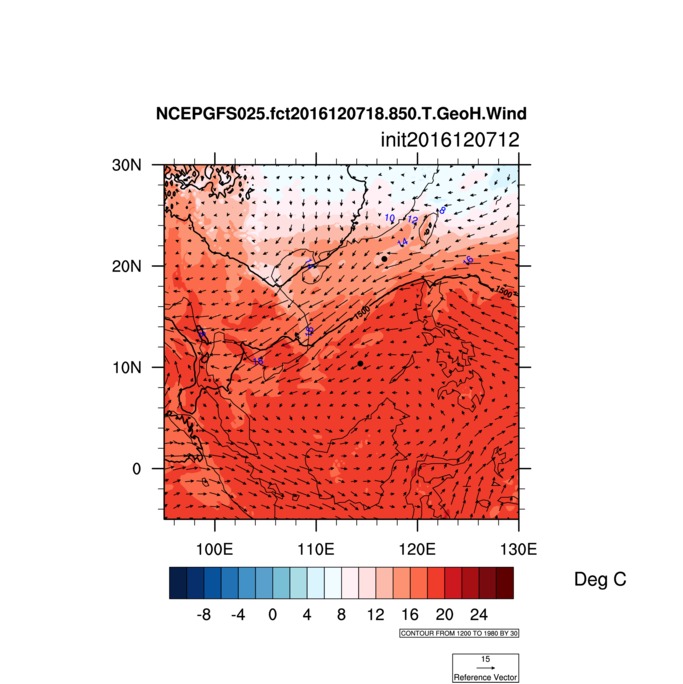 NCEPGFS025.fct2016120718.850.T.GeoH.Wind
init2016120712
30N
20N
10N
0
8
10
12
14
16
1500
1500
18
100E
110E
120E
130E
-8 -4 0 4 8 12 16 20 24
Deg C
CONTOUR FROM 1200 TO 1980 BY 30
15
Reference Vector